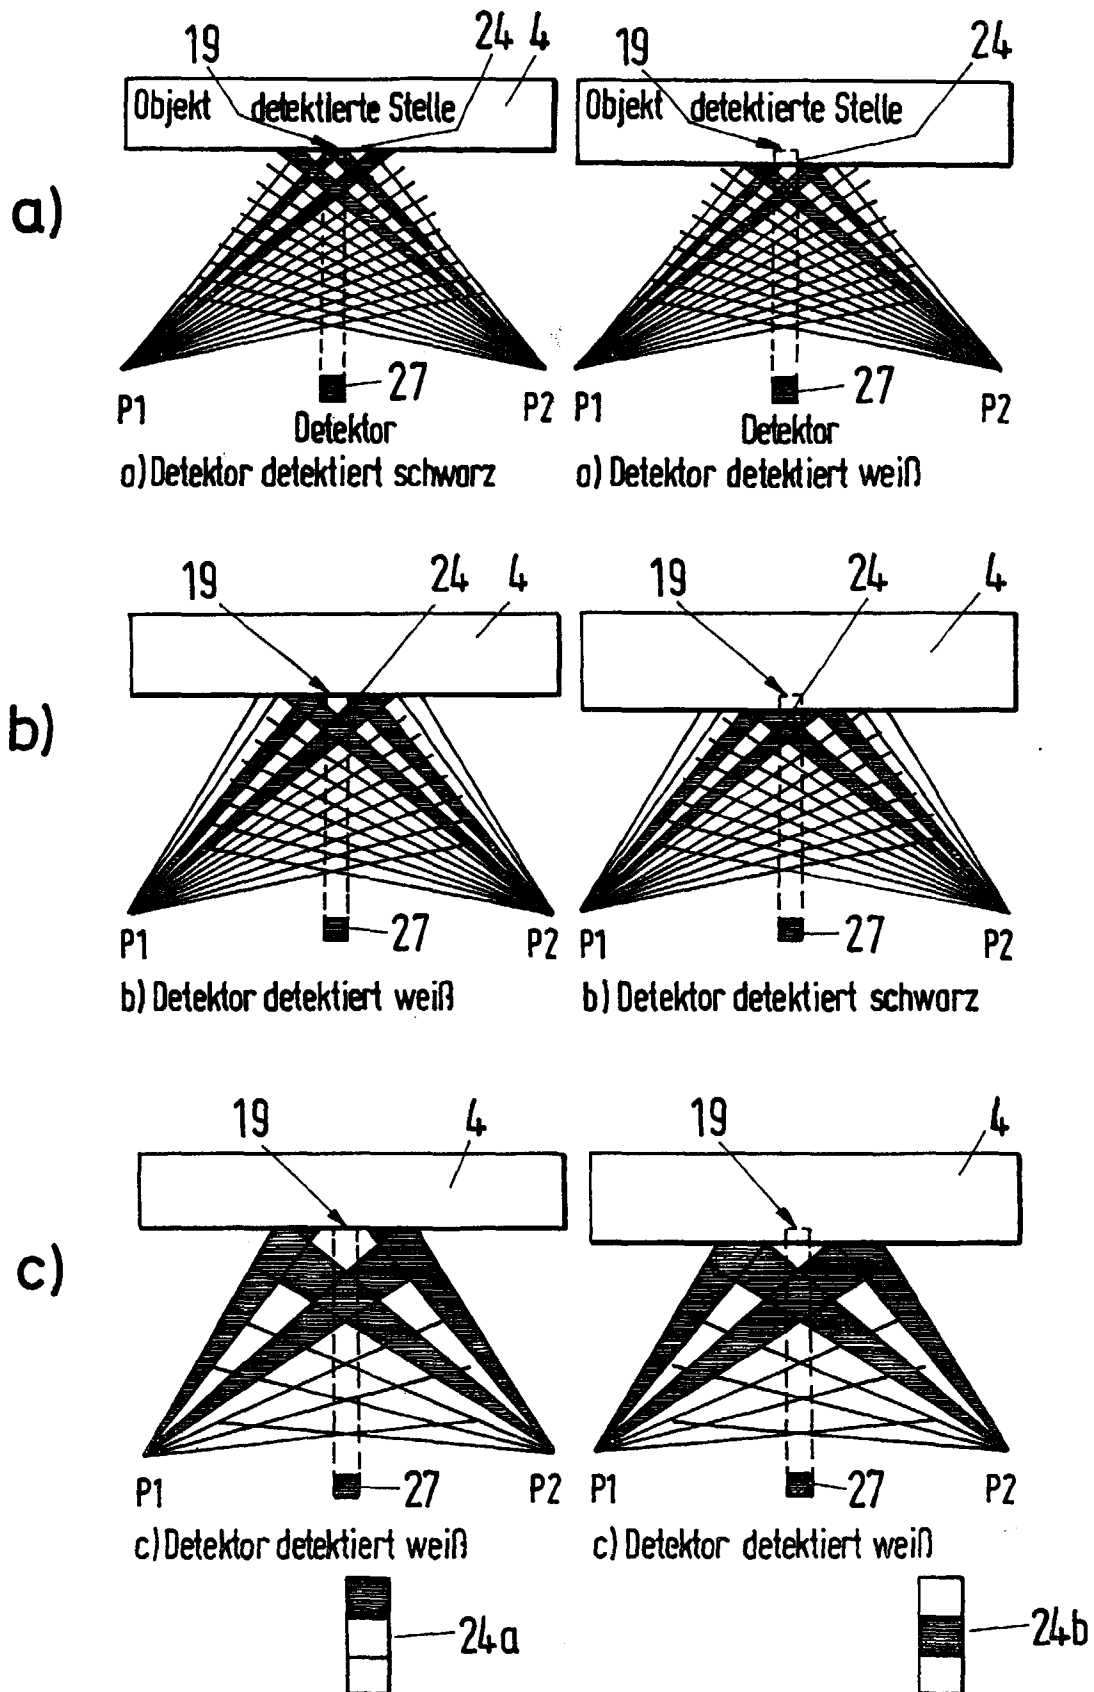 19 24 4 19 24
Objekt detektierte Stelle Objekt detektierte Stelle
a)
27 27
P1 P2 P1 P2
Detektor Detektor
a) Detektor detektiert schwarz a) Detektor detektiert weiß
19 24 4 19 24 4
b)
27 27
P1 P2 P1 P2
b) Detektor detektiert weiß b) Detektor detektiert schwarz
19 4 19 4
c)
27 27
P1 P2 P1 P2
c) Detektor detektiert weiß c) Detektor detektiert weiß
24a 24b